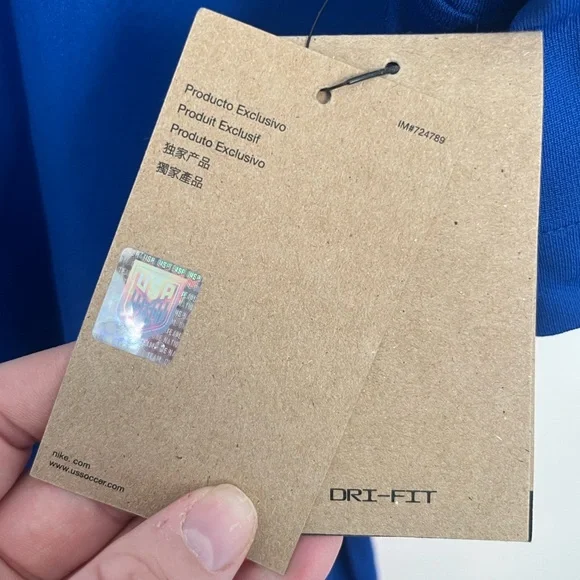 Producto Exclusivo
Produit Exclusif
Produto Exclusivo
独家产品
獨家產品
IM#724789
USA
nike. com
www.ussoccer.com
DRI-FIT